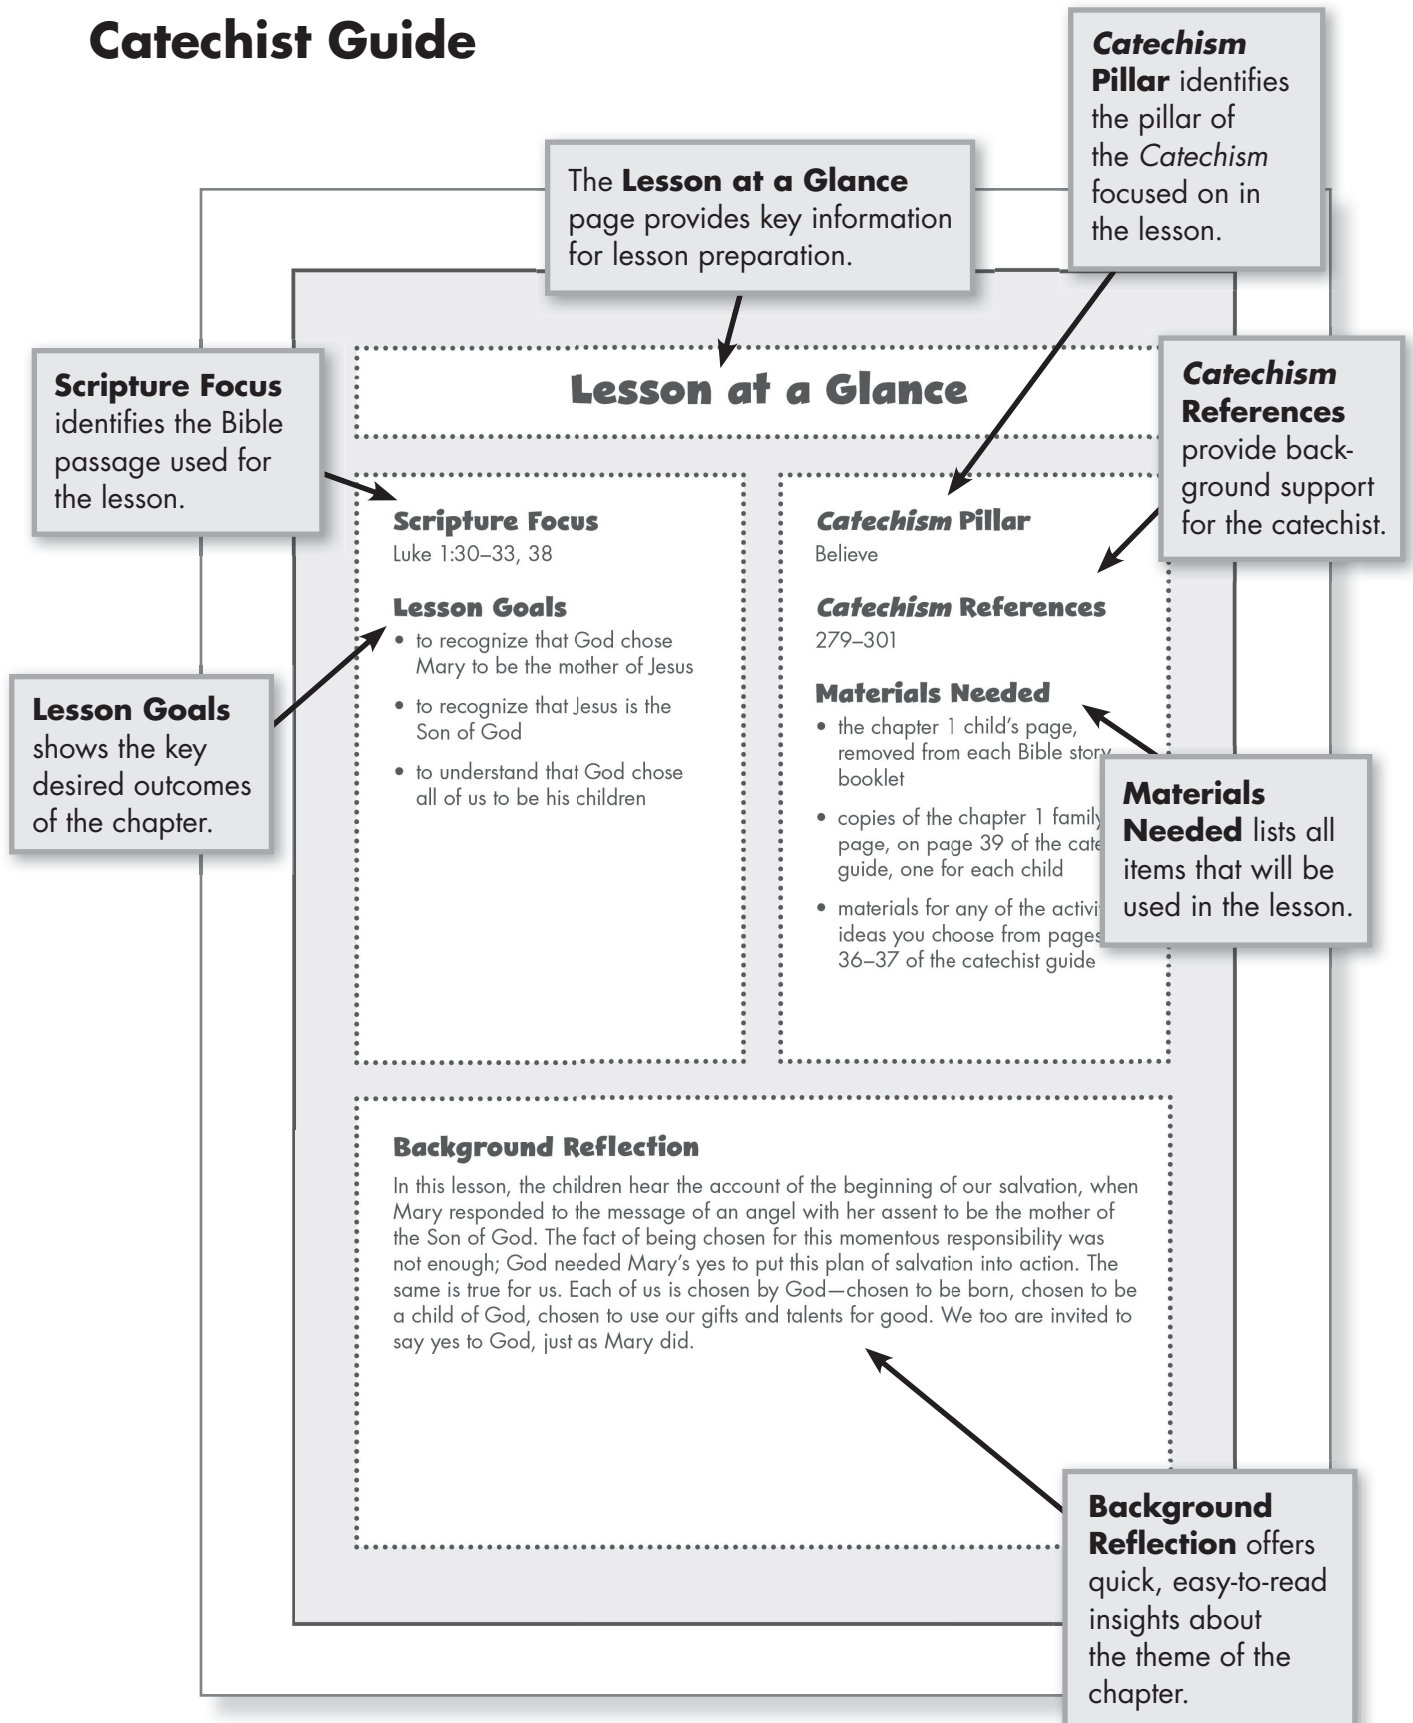 Catechist Guide
Catechism
Pillar identifies
the pillar of
the Catechism
focused on in
the lesson.
The Lesson at a Glance
page provides key information
for lesson preparation.
Scripture Focus
identifies the Bible
passage used for
the lesson.
Catechism
References
provide back-
ground support
for the catechist.
Lesson at a Glance
Scripture Focus
Luke 1:30–33, 38
Lesson Goals
• to recognize that God chose
Mary to be the mother of Jesus
• to recognize that Jesus is the
Son of God
• to understand that God chose
all of us to be his children
Lesson Goals
shows the key
desired outcomes
of the chapter.
Catechism Pillar
Believe
Catechism References
279–301
Materials Needed
• the chapter 1 child’s page,
removed from each Bible story
booklet
• copies of the chapter 1 family
page, on page 39 of the
guide, one for each child
• materials for any of the
ideas you choose from pages
36–37 of the catechist guide
Materials
Needed lists all
items that will be
used in the lesson.
Background Reflection
In this lesson, the children hear the account of the beginning of our salvation, when
Mary responded to the message of an angel with her assent to be the mother of
the Son of God. The fact of being chosen for this momentous responsibility was
not enough; God needed Mary’s yes to put this plan of salvation into action. The
same is true for us. Each of us is chosen by God—chosen to be born, chosen to be
a child of God, chosen to use our gifts and talents for good. We too are invited to
say yes to God, just as Mary did.
Background
Reflection offers
quick, easy-to-read
insights about
the theme of the
chapter.